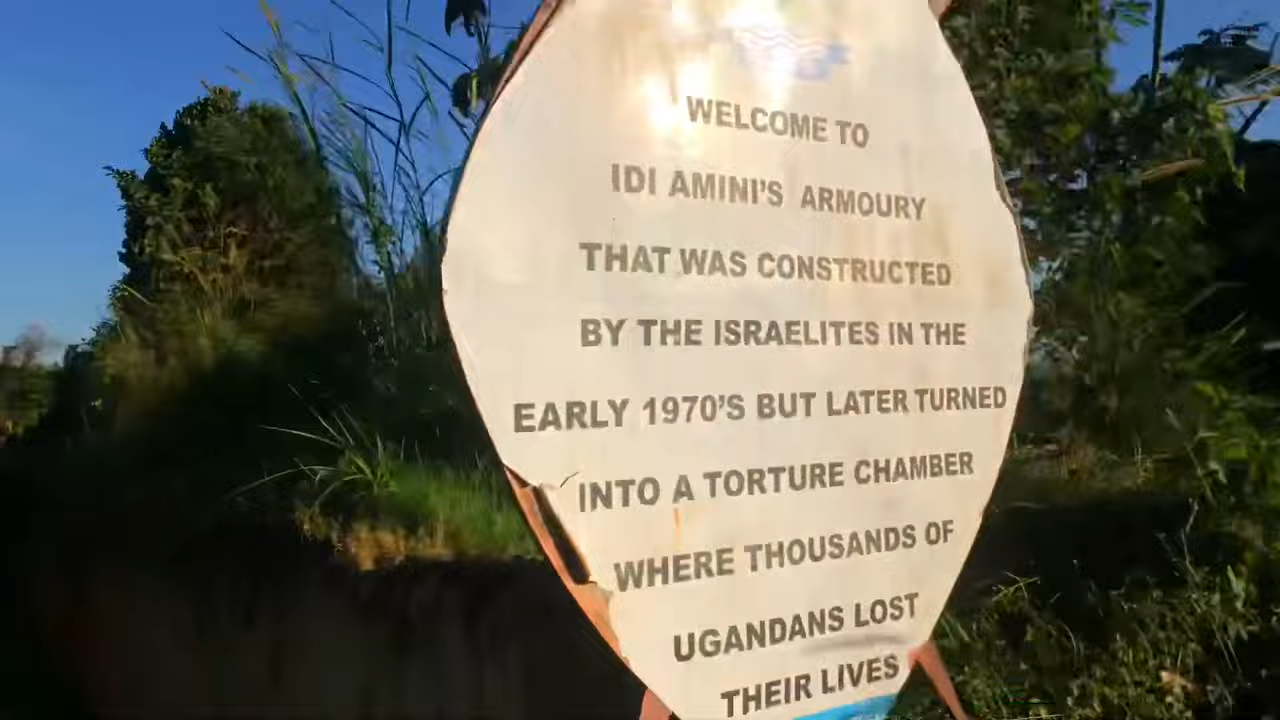 WELCOME TO
IDI AMINI'S ARMOURY
THAT WAS CONSTRUCTED
BY THE ISRAELITES IN THE
EARLY 1970'S BUT LATER TURNED
INTO A TORTURE CHAMBER
WHERE THOUSANDS OF
UGANDANS LOST
THEIR LIVES